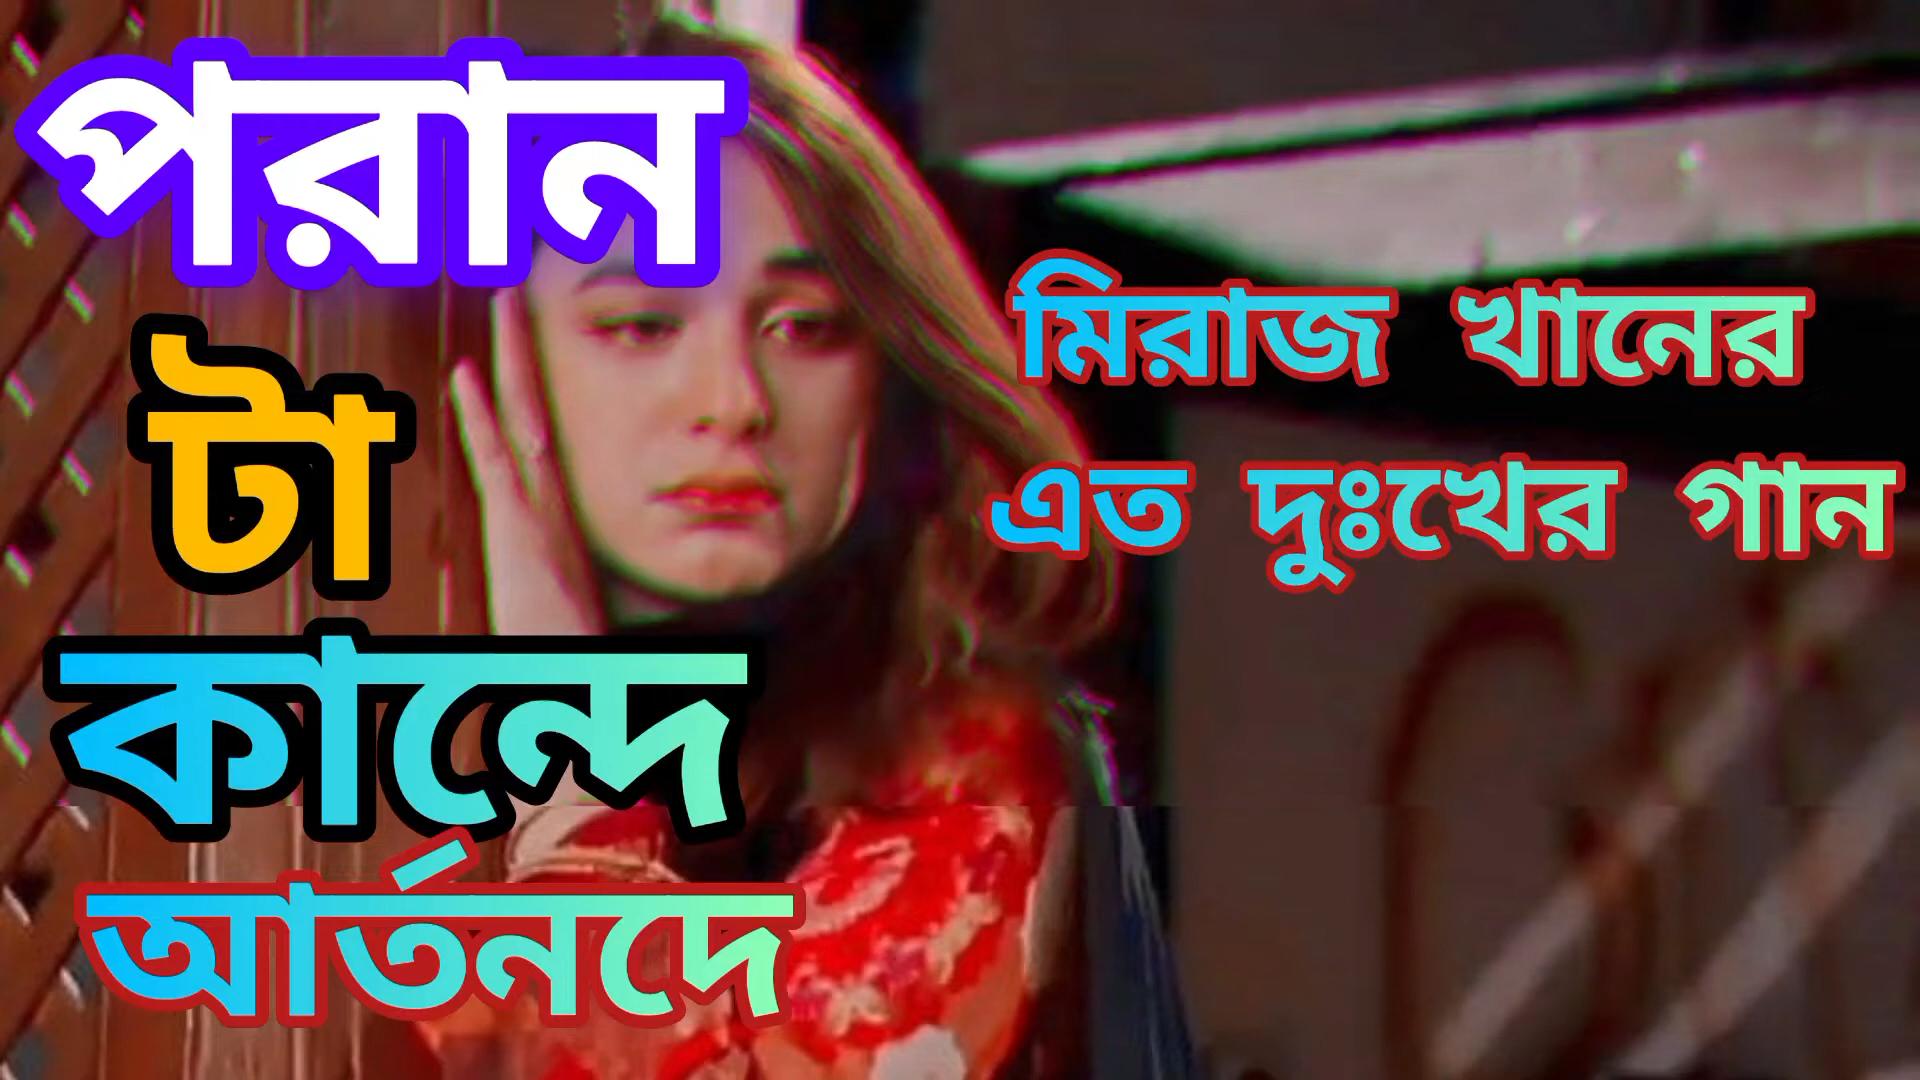 পরান
টা
কান্দে
আর্তনদে
মিরাজ খানের
এত দুঃখের গান